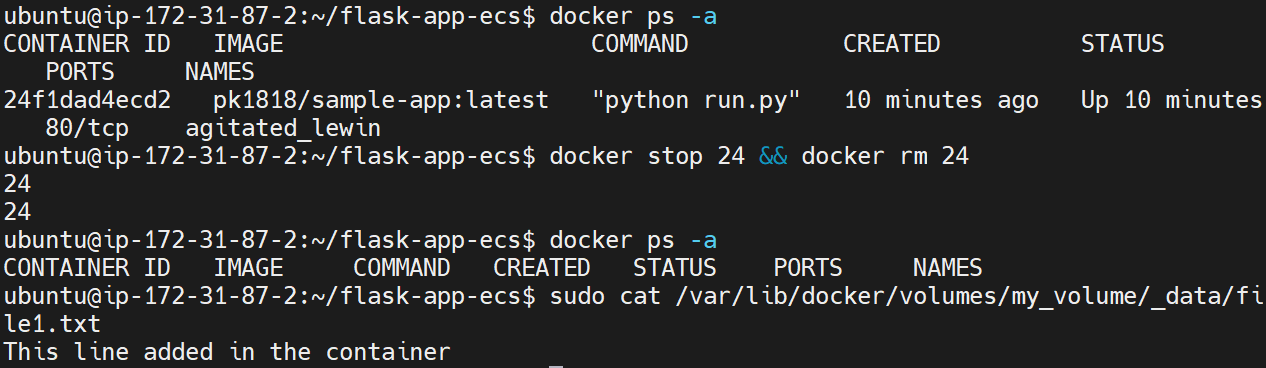 ubuntu@ip-172-31-87-2:~/flask-app-ecs$ docker ps -a
CONTAINER ID   IMAGE                      COMMAND           CREATED          STATUS
   PORTS     NAMES
24f1dad4ecd2   pk1818/sample-app:latest   "python run.py"   10 minutes ago   Up 10 minutes
   80/tcp    agitated_lewin
ubuntu@ip-172-31-87-2:~/flask-app-ecs$ docker stop 24 && docker rm 24
24
24
ubuntu@ip-172-31-87-2:~/flask-app-ecs$ docker ps -a
CONTAINER ID   IMAGE     COMMAND   CREATED   STATUS    PORTS     NAMES
ubuntu@ip-172-31-87-2:~/flask-app-ecs$ sudo cat /var/lib/docker/volumes/my_volume/_data/fi
le1.txt
This line added in the container